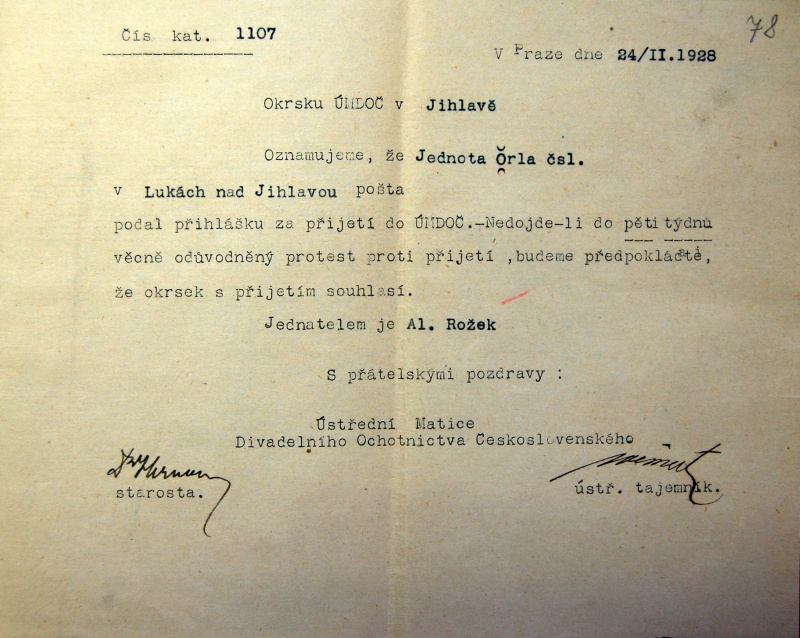 78
Čís kat. 1107
V Praze dne 24/II.1928
Okrsku ÚMDOČ v Jihlavě
Oznamujeme, že Jednota Orla čsl.
v Lukách nad Jihlavou pošta
podal přihlášku za přijetí do ÚMDOČ.-Nedojde-li do pěti týdnů
věcně odůvodněný protest proti přijetí ,budeme předpokládati,
že okrsek s přijetím souhlasí.
Jednatelem je Al. Rožek
S přátelskými pozdravy :
Ústřední Matice
Divadelního Ochotnictva Československého
starosta.
ústř. tajemník.